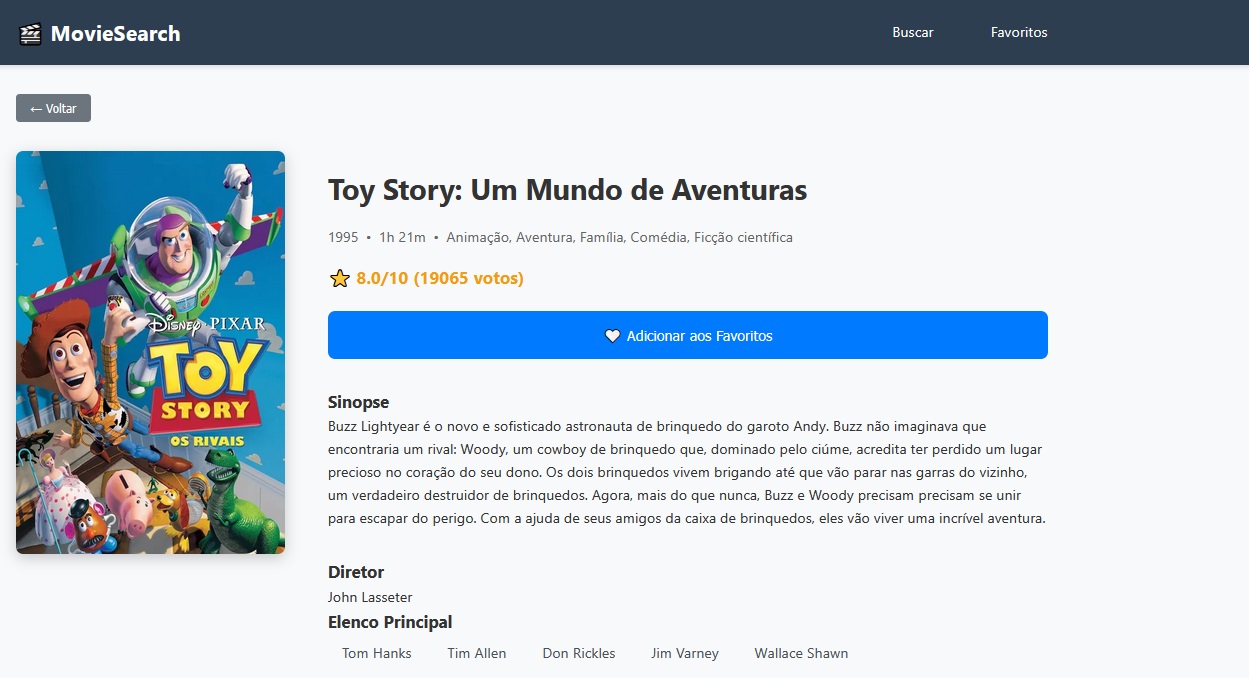 MovieSearch
Buscar
Favoritos
← Voltar
DISNEY · PIXAR
TOY
STORY
OS RIVAIS
Toy Story: Um Mundo de Aventuras
1995 • 1h 21m • Animação, Aventura, Família, Comédia, Ficção científica
8.0/10 (19065 votos)
Adicionar aos Favoritos
Sinopse
Buzz Lightyear é o novo e sofisticado astronauta de brinquedo do garoto Andy. Buzz não imaginava que
encontraria um rival: Woody, um cowboy de brinquedo que, dominado pelo ciúme, acredita ter perdido um lugar
precioso no coração do seu dono. Os dois brinquedos vivem brigando até que vão parar nas garras do vizinho,
um verdadeiro destruidor de brinquedos. Agora, mais do que nunca, Buzz e Woody precisam precisam se unir
para escapar do perigo. Com a ajuda de seus amigos da caixa de brinquedos, eles vão viver uma incrível aventura.
Diretor
John Lasseter
Elenco Principal
Tom Hanks
Tim Allen
Don Rickles
Jim Varney
Wallace Shawn